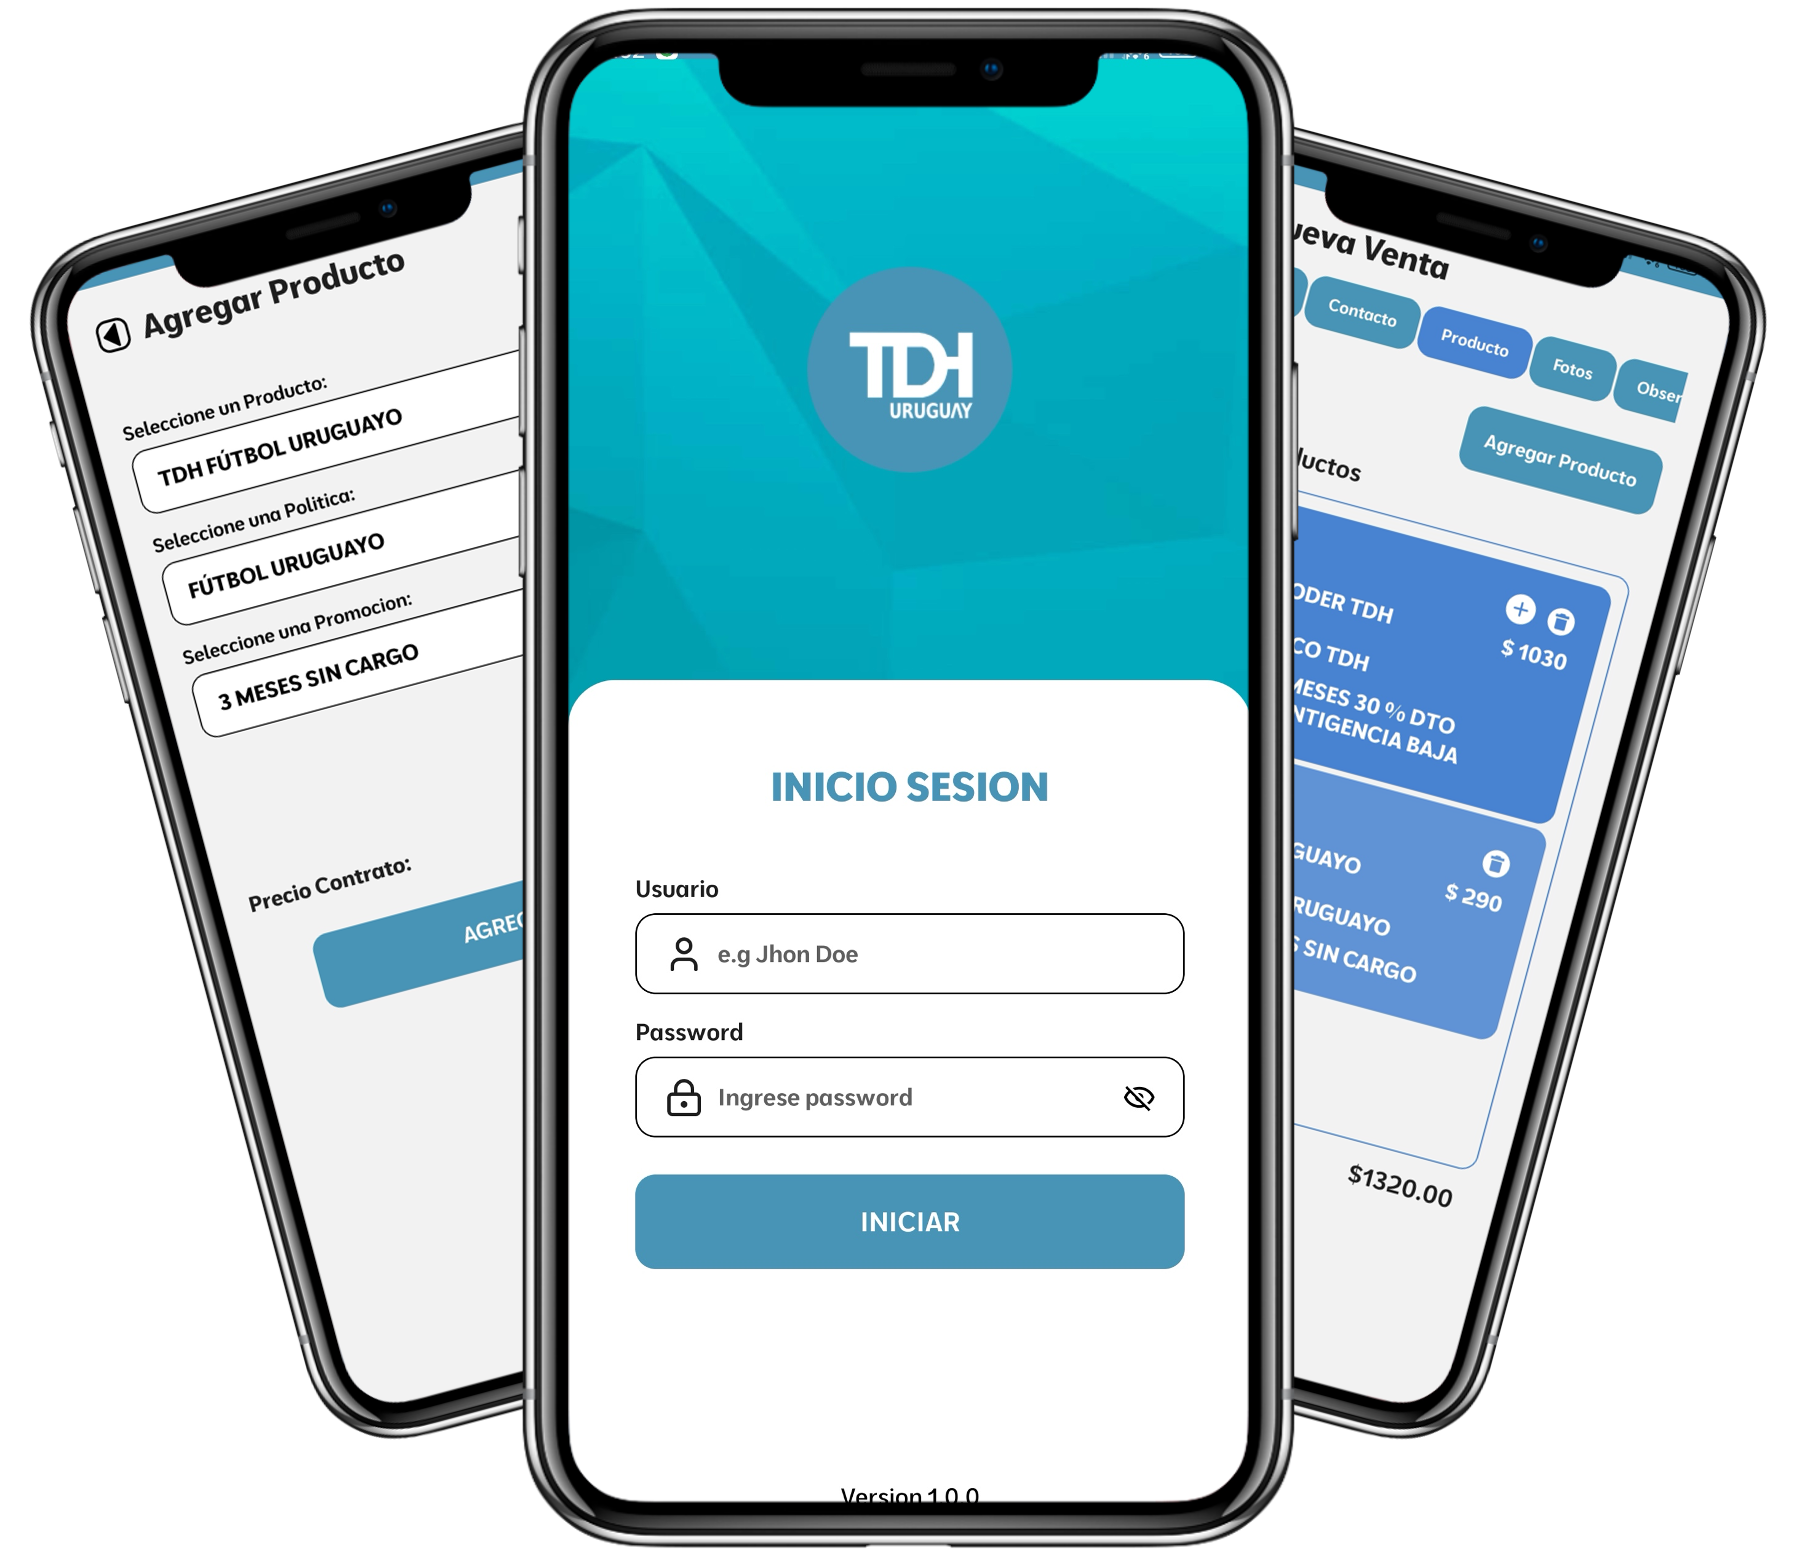 Agregar Producto
Seleccione un Producto:
TDH FÚTBOL URUGUAYO
Seleccione una Politica:
FÚTBOL URUGUAYO
Seleccione una Promocion:
3 MESES SIN CARGO
Precio Contrato:
AGREG
TDH
URUGUAY
INICIO SESION
Usuario
e.g Jhon Doe
Password
Ingrese password
INICIAR
Version 1.0.0
ueva Venta
Contacto
Producto
Fotos
Obser
Agregar Producto
ductos
ODER TDH
$ 1030
CO TDH
MESES 30 % DTO
NTIGENCIA BAJA
GUAYO
$ 290
RUGUAYO
S SIN CARGO
$1320.00